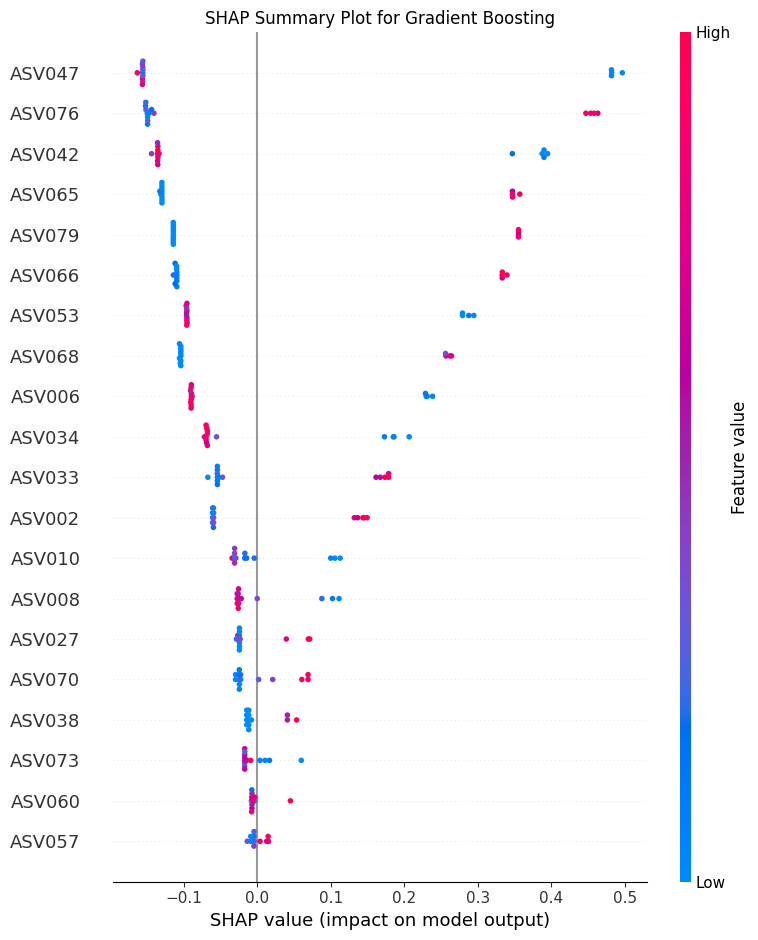 SHAP Summary Plot for Gradient Boosting
High
ASV047
ASV076
ASV042
ASV065
ASV079
ASV066
ASV053
ASV068
ASV006
ASV034
ASV033
ASV002
ASV010
ASV008
ASV027
ASV070
ASV038
ASV073
ASV060
ASV057
Feature value
Low
−0.1 0.0 0.1 0.2 0.3 0.4 0.5
SHAP value (impact on model output)